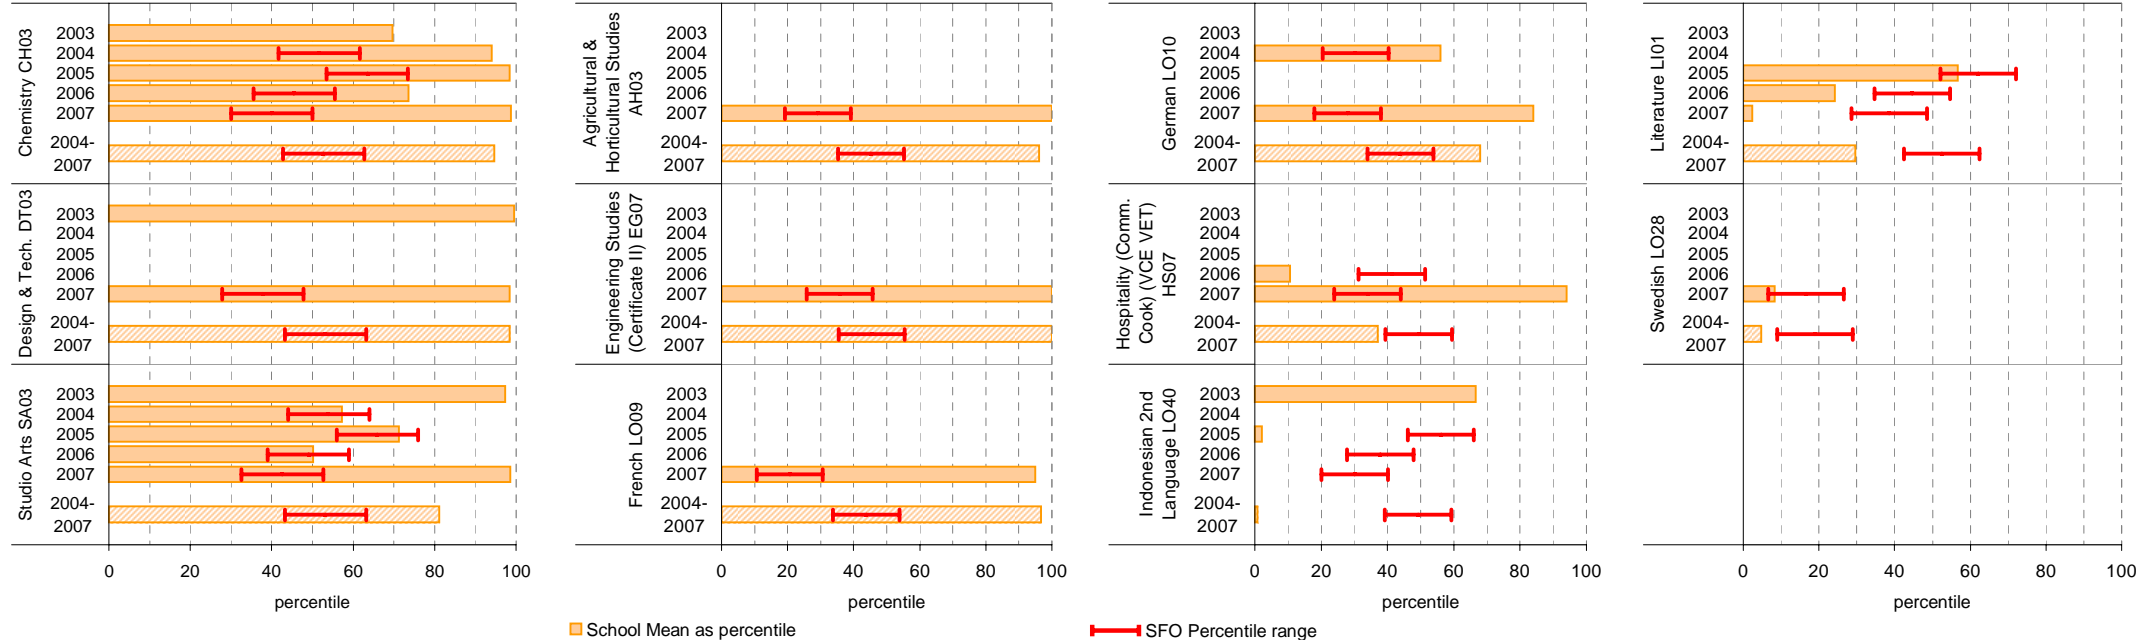 Chemistry CH03
2003
2004
2005
2006
2007
2004-
2007
Design & Tech. DT03
2003
2004
2005
2006
2007
2004-
2007
Studio Arts SA03
2003
2004
2005
2006
2007
2004-
2007
0 20 40 60 80 100
percentile
Agricultural &
Horticultural Studies
AH03
2003
2004
2005
2006
2007
2004-
2007
Engineering Studies
(Certificate II) EG07
2003
2004
2005
2006
2007
2004-
2007
French LO09
2003
2004
2005
2006
2007
2004-
2007
0 20 40 60 80 100
percentile
German LO10
2003
2004
2005
2006
2007
2004-
2007
Hospitality (Comm.
Cook) (VCE VET)
HS07
2003
2004
2005
2006
2007
2004-
2007
Indonesian 2nd
Language LO40
2003
2004
2005
2006
2007
2004-
2007
0 20 40 60 80 100
percentile
Literature LI01
2003
2004
2005
2006
2007
2004-
2007
Swedish LO28
2003
2004
2005
2006
2007
2004-
2007
0 20 40 60 80 100
percentile
School Mean as percentile
SFO Percentile range